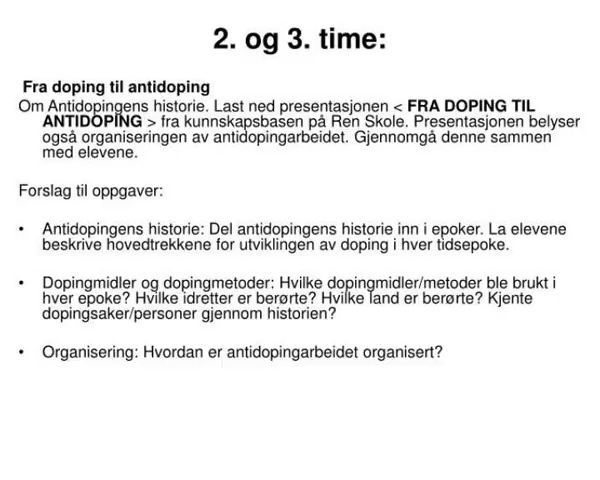 2. og 3. time:
Fra doping til antidoping
Om Antidopingens historie. Last ned presentasjonen < FRA DOPING TIL
ANTIDOPING > fra kunnskapsbasen på Ren Skole. Presentasjonen belyser
også organiseringen av antidopingarbeidet. Gjennomgå denne sammen
med elevene.
Forslag til oppgaver:
• Antidopingens historie: Del antidopingens historie inn i epoker. La elevene
beskrive hovedtrekkene for utviklingen av doping i hver tidsepoke.
• Dopingmidler og dopingmetoder: Hvilke dopingmidler/metoder ble brukt i
hver epoke? Hvilke idretter er berørte? Hvilke land er berørte? Kjente
dopingsaker/personer gjennom historien?
• Organisering: Hvordan er antidopingarbeidet organisert?